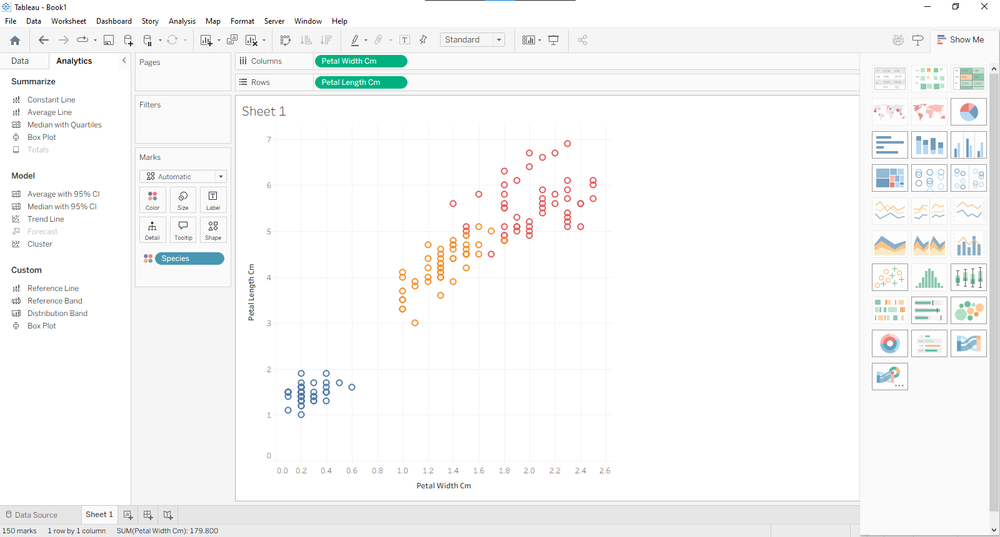 Tableau - Book1
File Data Worksheet Dashboard Story Analysis Map Format Server Window Help
Standard
Show Me
Data Analytics
Summarize
Constant Line
Average Line
Median with Quartiles
Box Plot
Totals
Model
Average with 95% CI
Median with 95% CI
Trend Line
Forecast
Cluster
Custom
Reference Line
Reference Band
Distribution Band
Box Plot
Pages
Filters
Marks
Automatic
Color Size Label
Detail Tooltip Shape
Species
Columns Petal Width Cm
Rows Petal Length Cm
Sheet 1
7
6
5
4
3
2
1
0
Petal Length Cm
0.0 0.2 0.4 0.6 0.8 1.0 1.2 1.4 1.6 1.8 2.0 2.2 2.4 2.6
Petal Width Cm
Data Source Sheet 1
150 marks 1 row by 1 column SUM(Petal Width Cm): 179.800